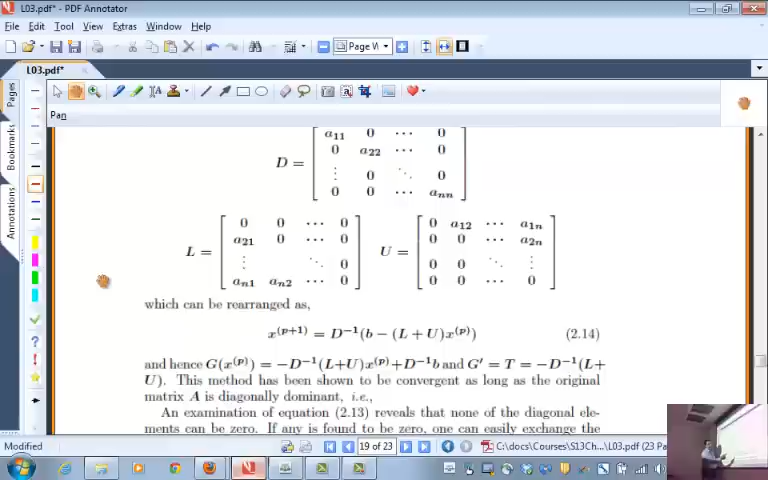 L03.pdf* - PDF Annotator
File Edit Tool View Extras Window Help
Page W
L03.pdf* ×
Pan
Pages
Bookmarks
Annotations
D = [ a11 0 ⋯ 0
0 a22 ⋯ 0
⋮ 0 ⋱ 0
0 0 ⋯ ann ]
L = [ 0 0 ⋯ 0 U = [ 0 a12 ⋯ a1n
a21 0 ⋯ 0 0 0 ⋯ a2n
⋮ ⋱ 0 0 0 ⋱ ⋮
an1 an2 ⋯ 0 ] 0 0 ⋯ 0 ]
which can be rearranged as,
x^(p+1) = D^−1(b − (L + U)x^(p)) (2.14)
and hence G(x^(p)) = −D^−1(L+U)x^(p)+D^−1b and G′ = T = −D^−1(L+
U). This method has been shown to be convergent as long as the original
matrix A is diagonally dominant, i.e.,
An examination of equation (2.13) reveals that none of the diagonal ele-
ments can be zero. If any is found to be zero, one can easily exchange the
Modified
19 of 23
C:\docs\Courses\S13Ch...\L03.pdf (23 Pa